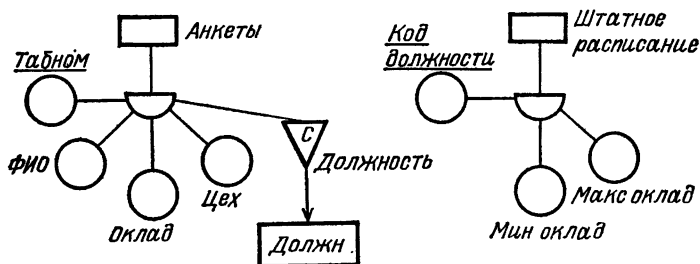 Анкеты
Табном
ФИО
Оклад
Цех
С
Должность
Должн.
Штатное
расписание
Код
должности
Мин оклад
Макс оклад